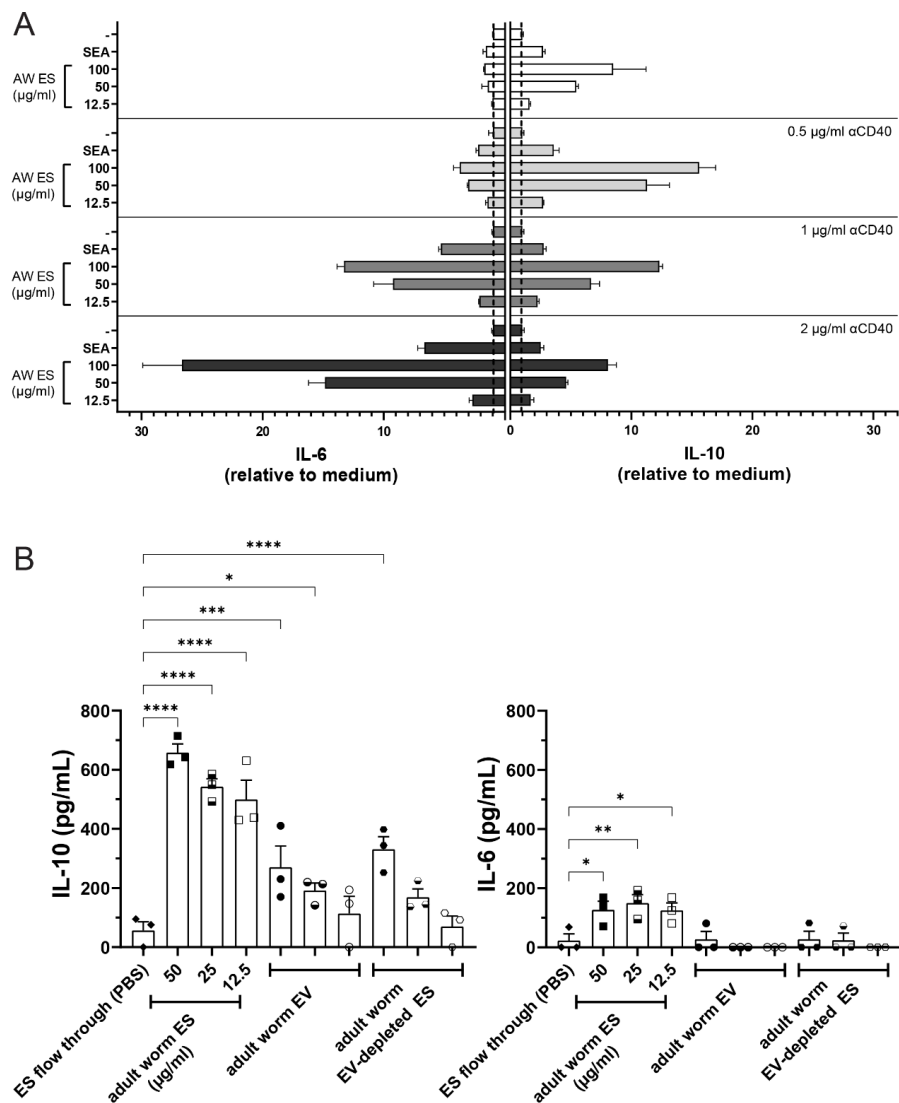 A
-
SEA
100
AW ES
(µg/ml)
50
12.5
0.5 µg/ml αCD40
-
SEA
100
AW ES
(µg/ml)
50
12.5
1 µg/ml αCD40
-
SEA
100
AW ES
(µg/ml)
50
12.5
2 µg/ml αCD40
-
SEA
100
AW ES
(µg/ml)
50
12.5
30 20 10 0 10 20 30
IL-6
(relative to medium)
IL-10
(relative to medium)
B
****
*
***
****
****
****
800
600
400
200
0
IL-10 (pg/mL)
ES flow through (PBS)
50
25
12.5
adult worm ES
(µg/ml)
adult worm EV
adult worm
EV-depleted ES
*
**
*
800
600
400
200
0
IL-6 (pg/mL)
ES flow through (PBS)
50
25
12.5
adult worm ES
(µg/ml)
adult worm EV
adult worm
EV-depleted ES